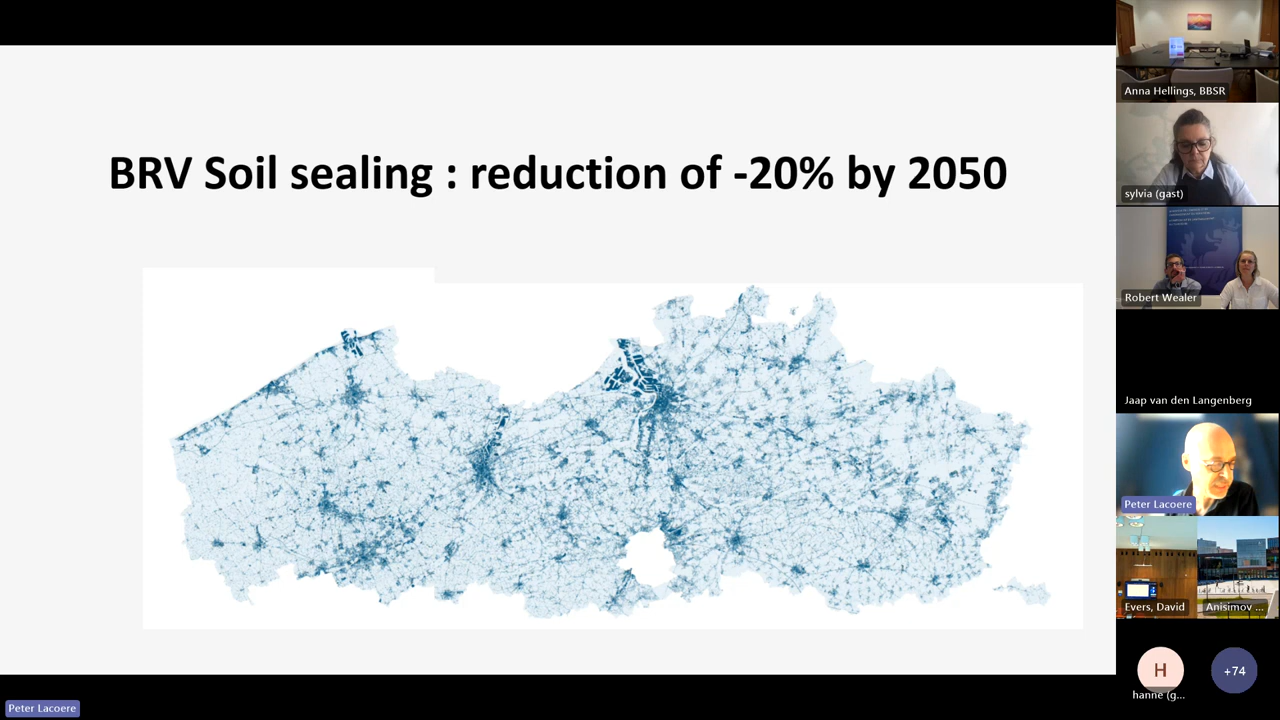 BRV Soil sealing : reduction of -20% by 2050
Anna Hellings, BBSR
sylvia (gast)
Robert Wealer
Jaap van den Langenberg
Peter Lacoere
Evers, David
Anisimov ...
H
hanne (g...
+74
Peter Lacoere